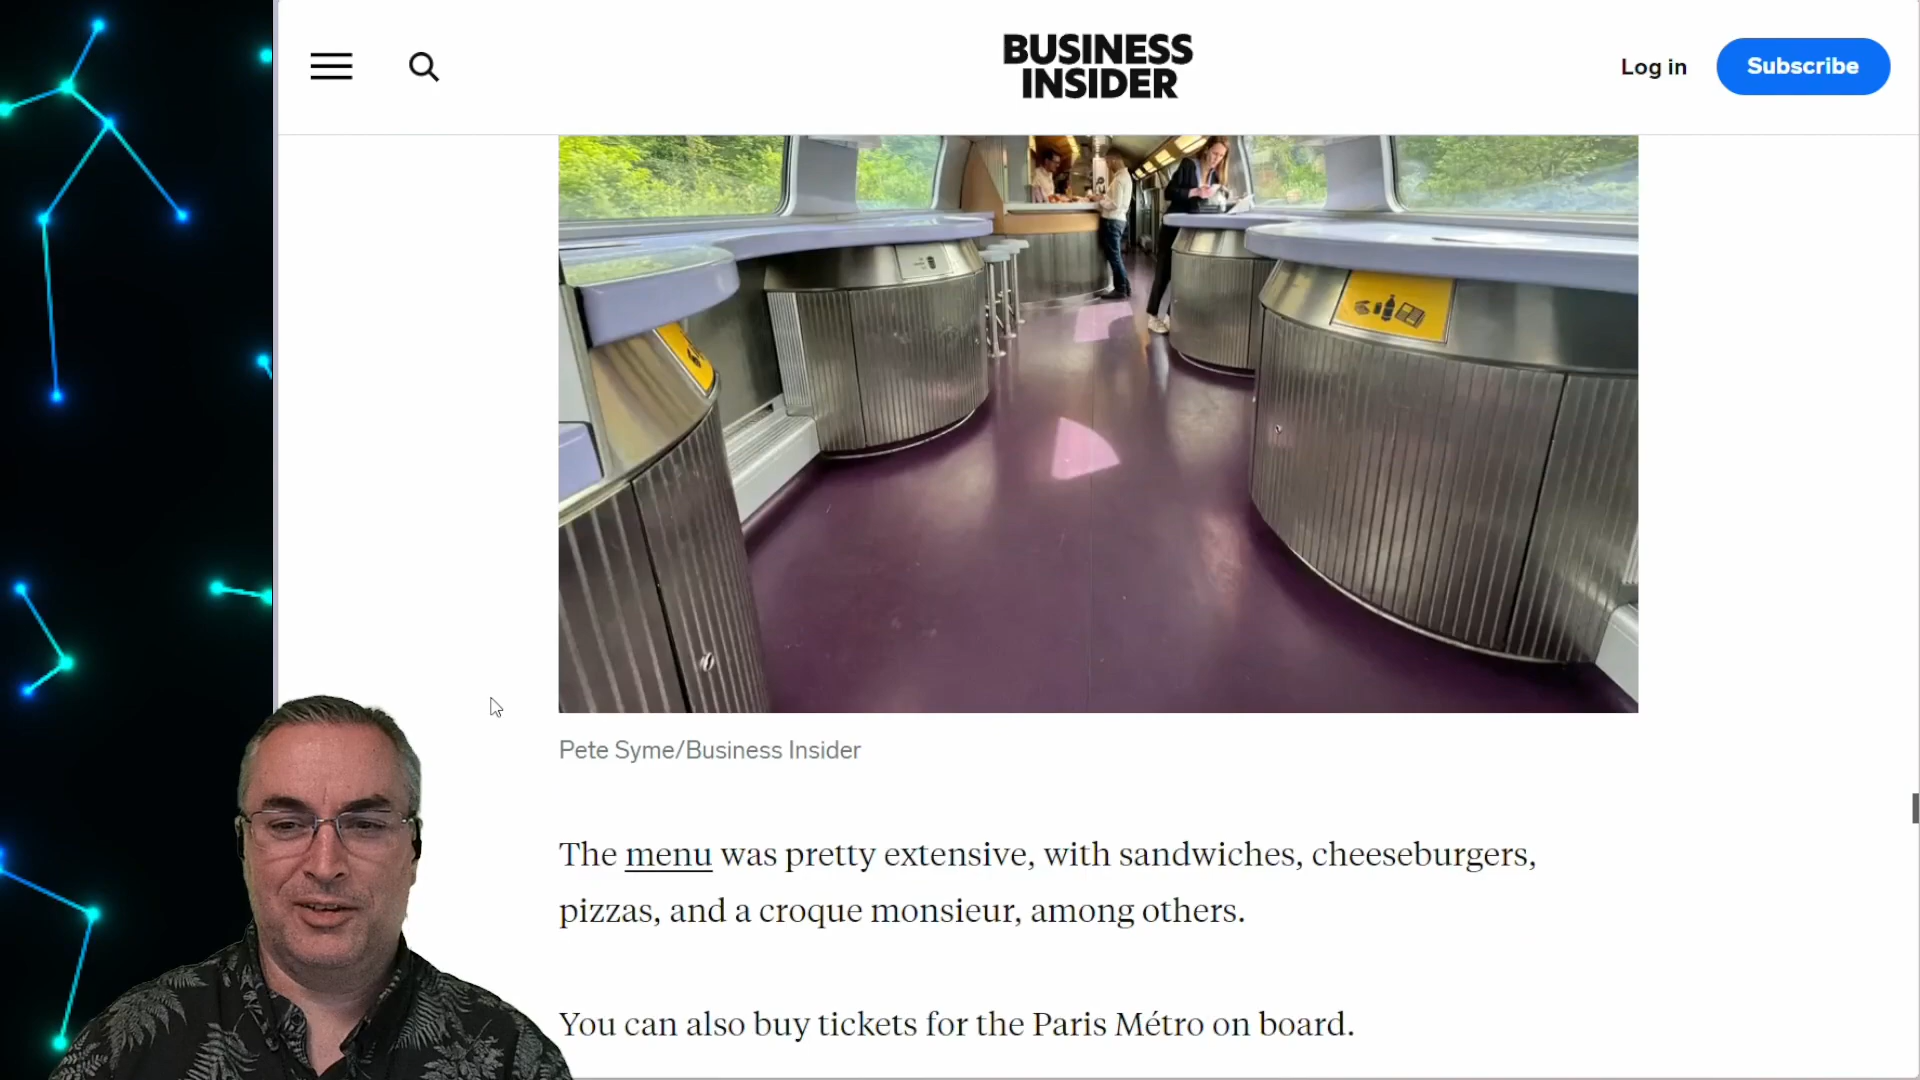 BUSINESS
INSIDER
Log in
Subscribe
Pete Syme/Business Insider
The menu was pretty extensive, with sandwiches, cheeseburgers,
pizzas, and a croque monsieur, among others.
You can also buy tickets for the Paris Métro on board.